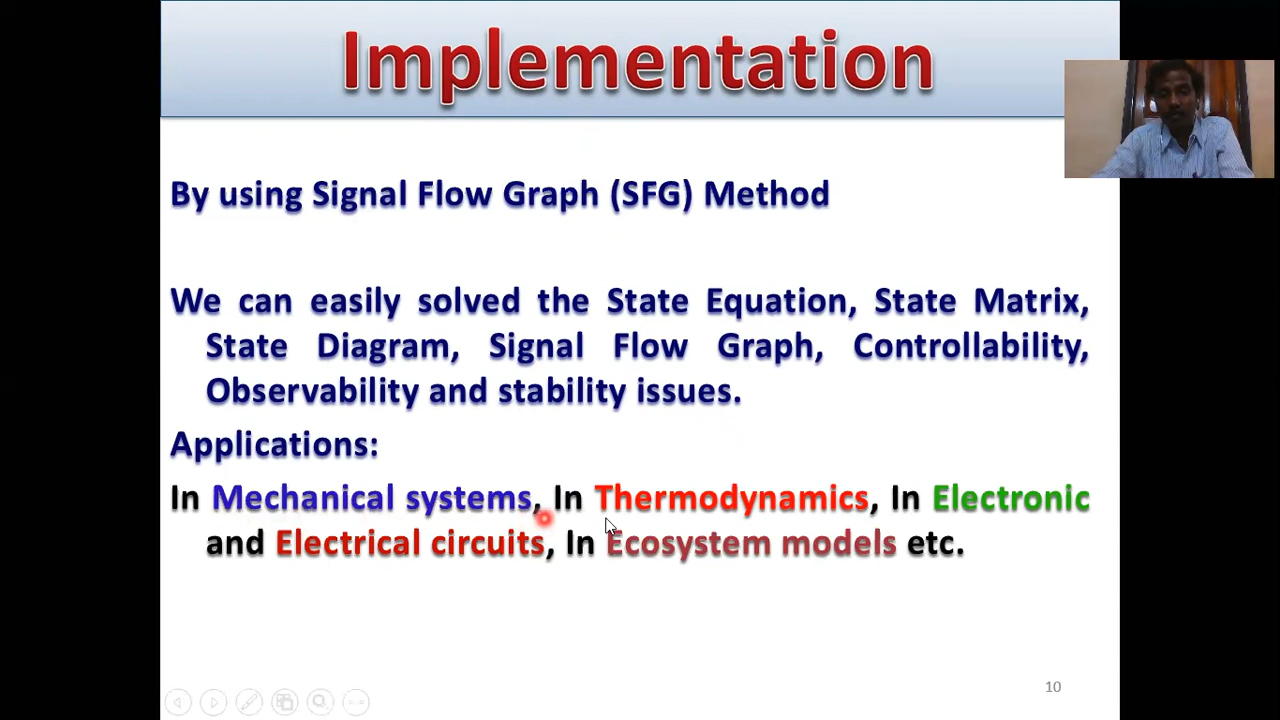 Implementation
By using Signal Flow Graph (SFG) Method
We can easily solved the State Equation, State Matrix,
State Diagram, Signal Flow Graph, Controllability,
Observability and stability issues.
Applications:
In Mechanical systems, In Thermodynamics, In Electronic
and Electrical circuits, In Ecosystem models etc.
10